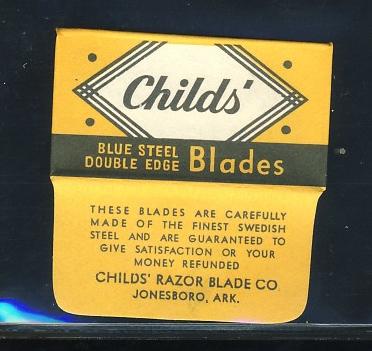 Childs'
BLUE STEEL
DOUBLE EDGE Blades
THESE BLADES ARE CAREFULLY
MADE OF THE FINEST SWEDISH
STEEL AND ARE GUARANTEED TO
GIVE SATISFACTION OR YOUR
MONEY REFUNDED
CHILDS' RAZOR BLADE CO.
JONESBORO, ARK.